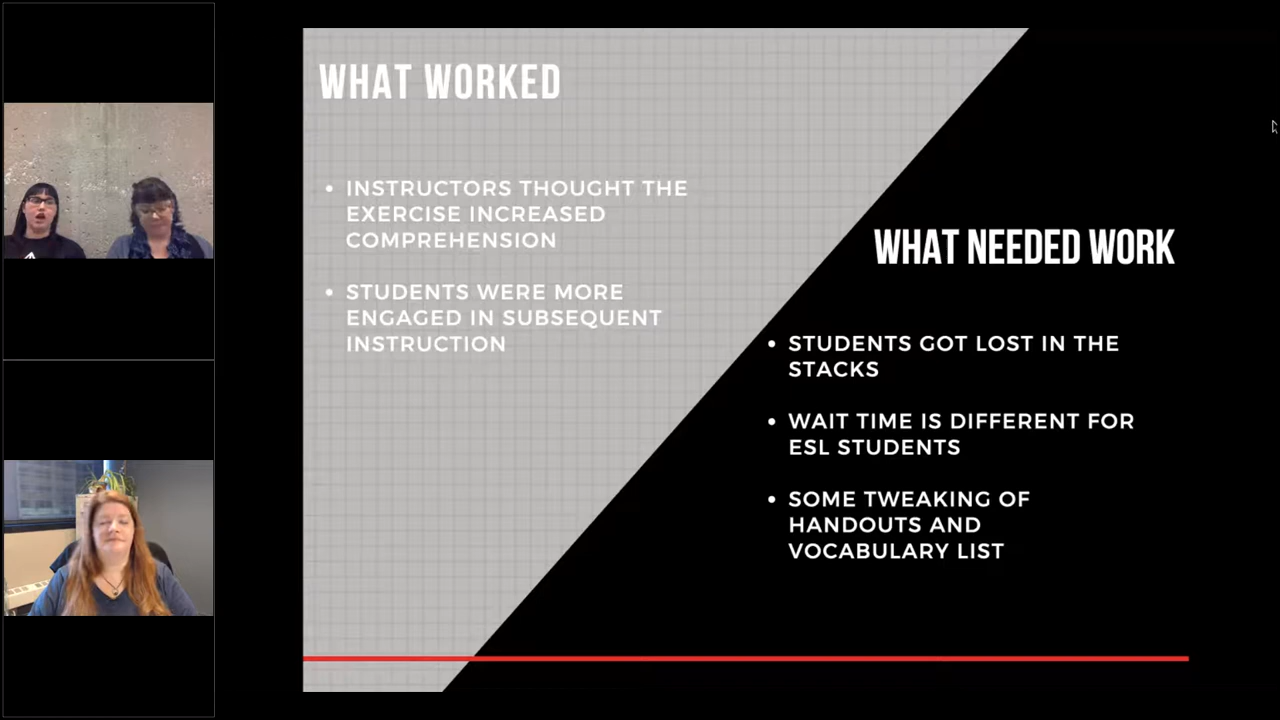 WHAT WORKED
• INSTRUCTORS THOUGHT THE
EXERCISE INCREASED
COMPREHENSION
• STUDENTS WERE MORE
ENGAGED IN SUBSEQUENT
INSTRUCTION
WHAT NEEDED WORK
• STUDENTS GOT LOST IN THE
STACKS
• WAIT TIME IS DIFFERENT FOR
ESL STUDENTS
• SOME TWEAKING OF
HANDOUTS AND
VOCABULARY LIST